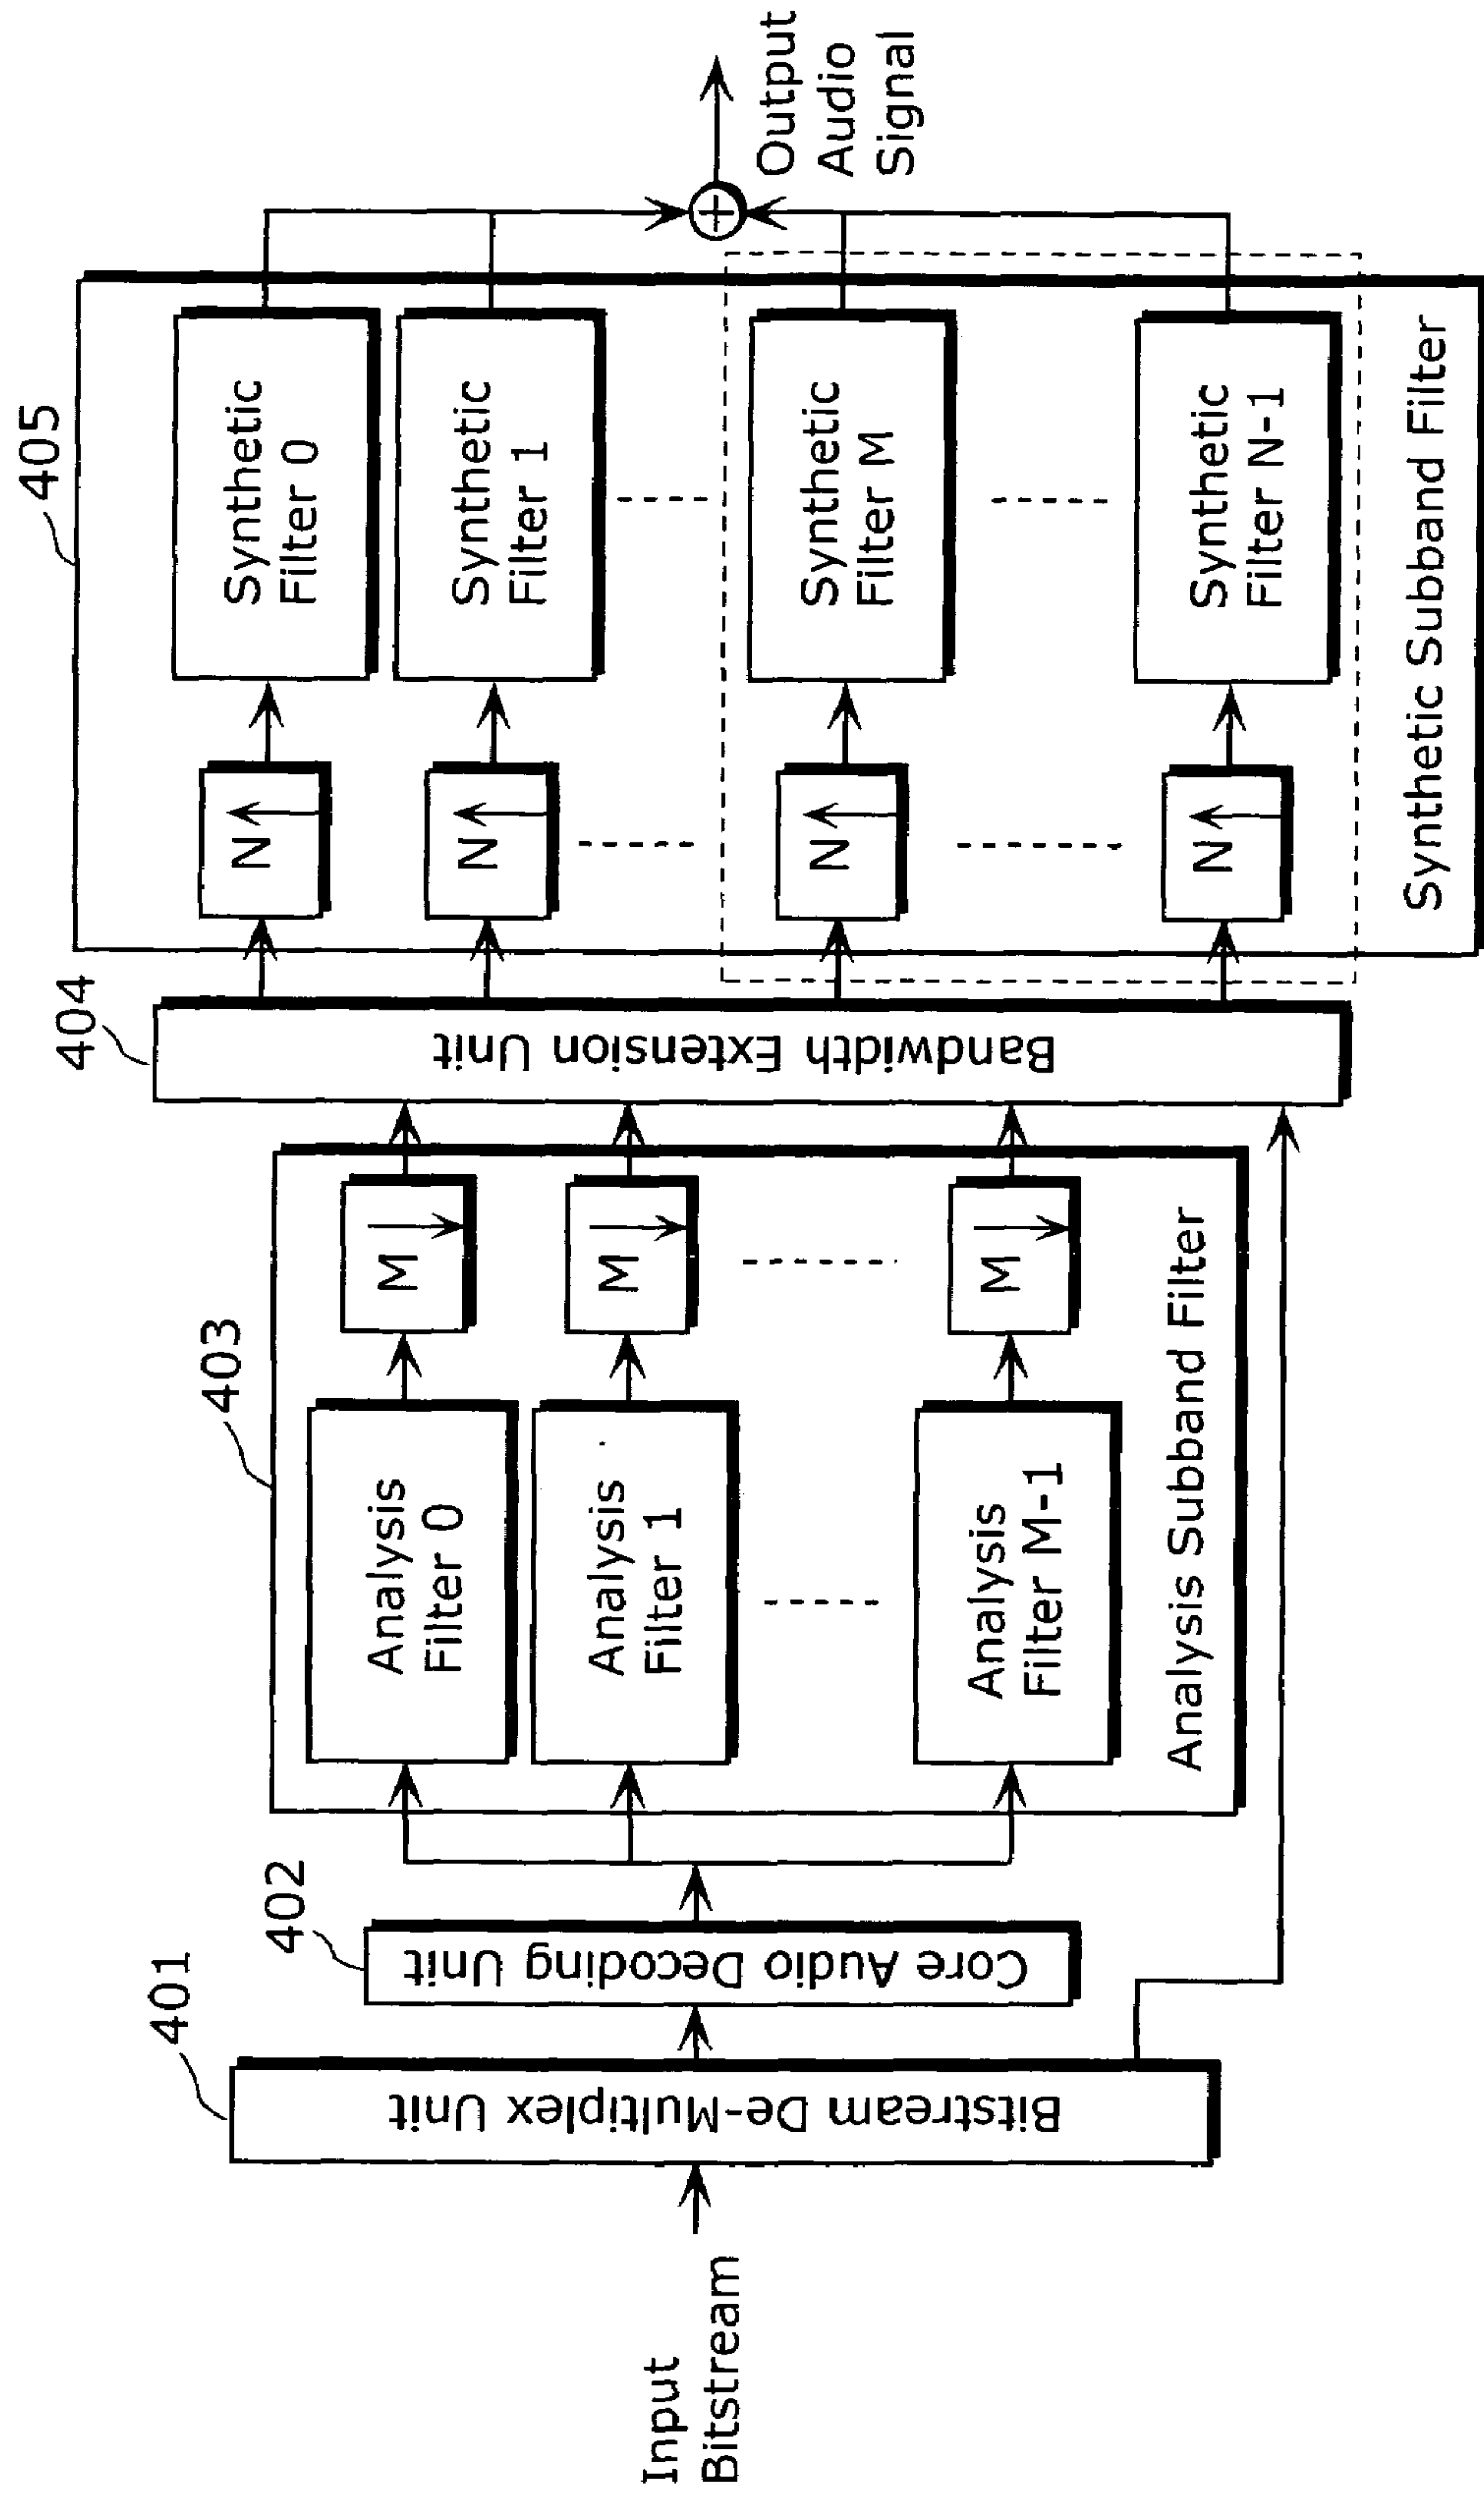 Input
Bitstream
401
Bitstream De-Multiplex Unit
402
Core Audio Decoding Unit
403
Analysis
Filter 0
M
Analysis
Filter 1
M
Analysis
Filter M-1
M
Analysis Subband Filter
404
Bandwidth Extension Unit
405
N
Synthetic
Filter 0
N
Synthetic
Filter 1
N
Synthetic
Filter M
N
Synthetic
Filter N-1
Synthetic Subband Filter
Output
Audio
Signal